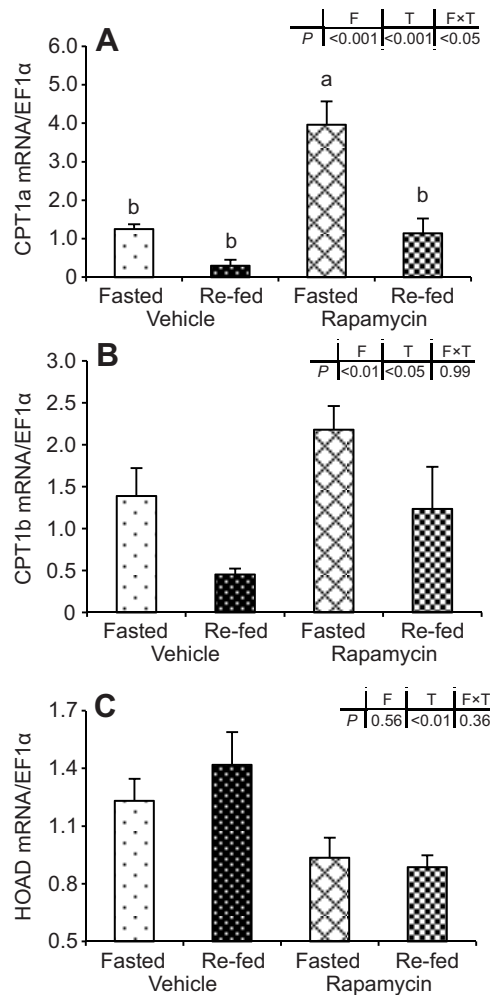 A
F T F×T
P <0.001 <0.001 <0.05
CPT1a mRNA/EF1α
6.0
5.0
4.0
3.0
2.0
1.0
0
b
b
a
b
Fasted Re-fed Fasted Re-fed
Vehicle Rapamycin
B
F T F×T
P <0.01 <0.05 0.99
CPT1b mRNA/EF1α
3.0
2.5
2.0
1.5
1.0
0.5
0
Fasted Re-fed Fasted Re-fed
Vehicle Rapamycin
C
F T F×T
P 0.56 <0.01 0.36
HOAD mRNA/EF1α
1.7
1.4
1.1
0.8
0.5
Fasted Re-fed Fasted Re-fed
Vehicle Rapamycin